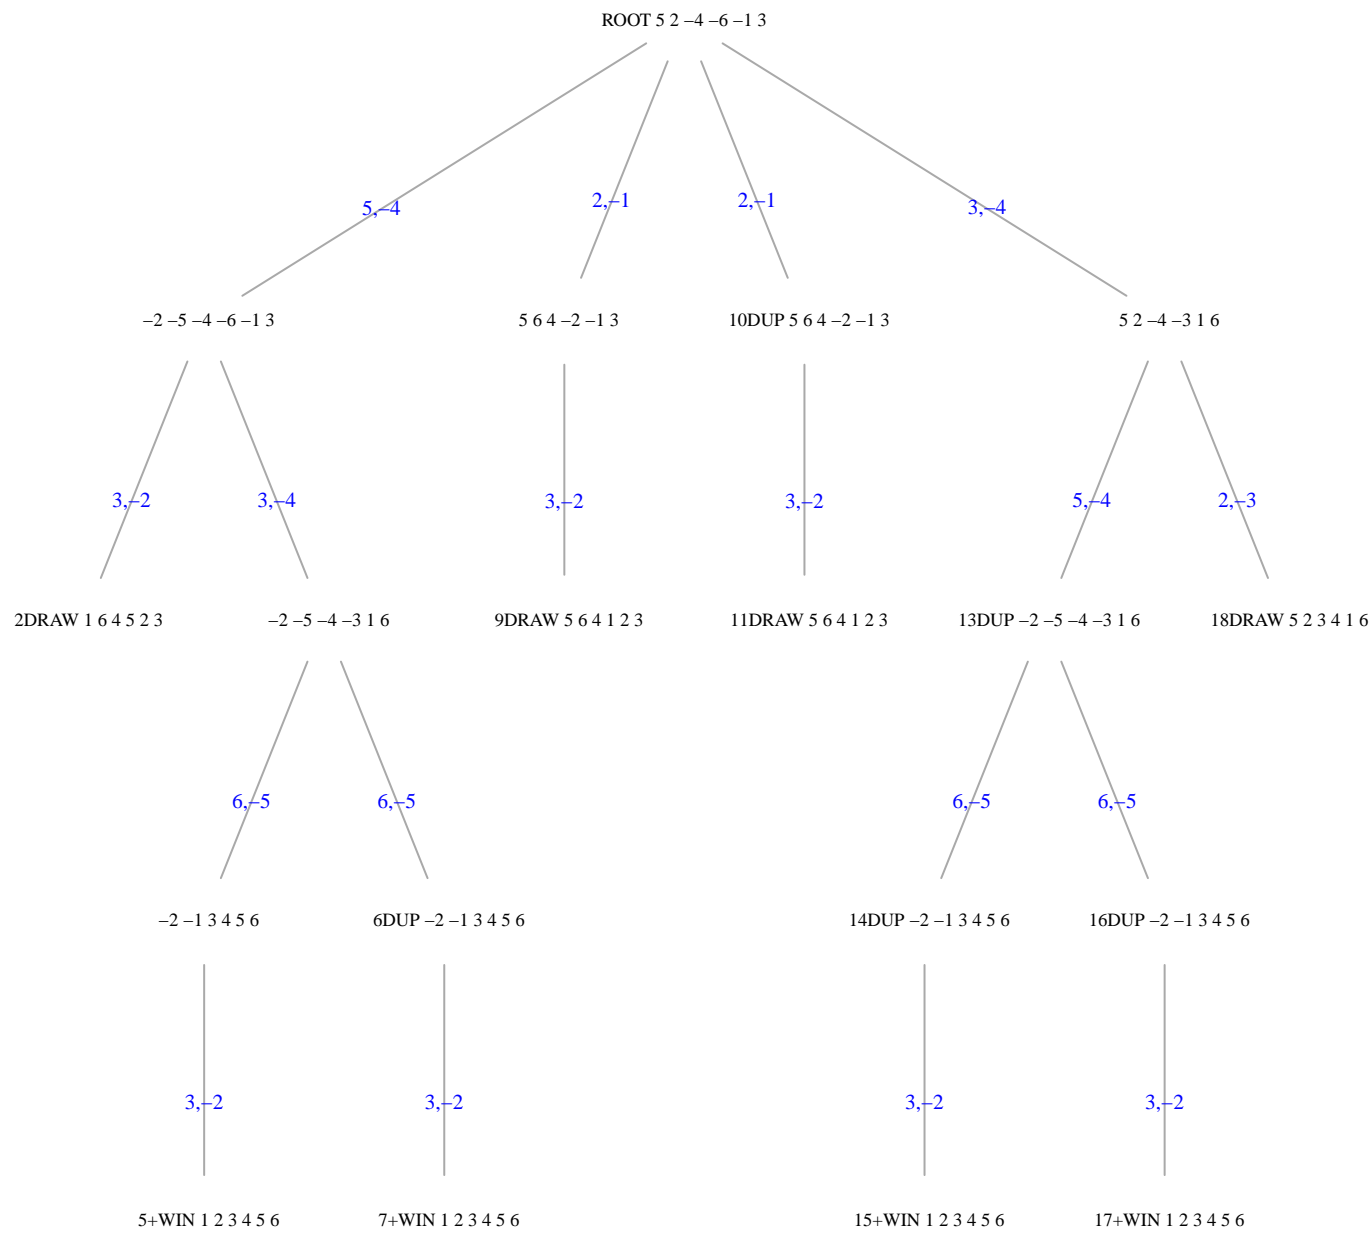 ROOT 5 2 –4 –6 –1 3
5,–4
2,–1
2,–1
3,–4
–2 –5 –4 –6 –1 3
5 6 4 –2 –1 3
10DUP 5 6 4 –2 –1 3
5 2 –4 –3 1 6
3,–2
3,–4
3,–2
3,–2
5,–4
2,–3
2DRAW 1 6 4 5 2 3
–2 –5 –4 –3 1 6
9DRAW 5 6 4 1 2 3
11DRAW 5 6 4 1 2 3
13DUP –2 –5 –4 –3 1 6
18DRAW 5 2 3 4 1 6
6,–5
6,–5
6,–5
6,–5
–2 –1 3 4 5 6
6DUP –2 –1 3 4 5 6
14DUP –2 –1 3 4 5 6
16DUP –2 –1 3 4 5 6
3,–2
3,–2
3,–2
3,–2
5+WIN 1 2 3 4 5 6
7+WIN 1 2 3 4 5 6
15+WIN 1 2 3 4 5 6
17+WIN 1 2 3 4 5 6